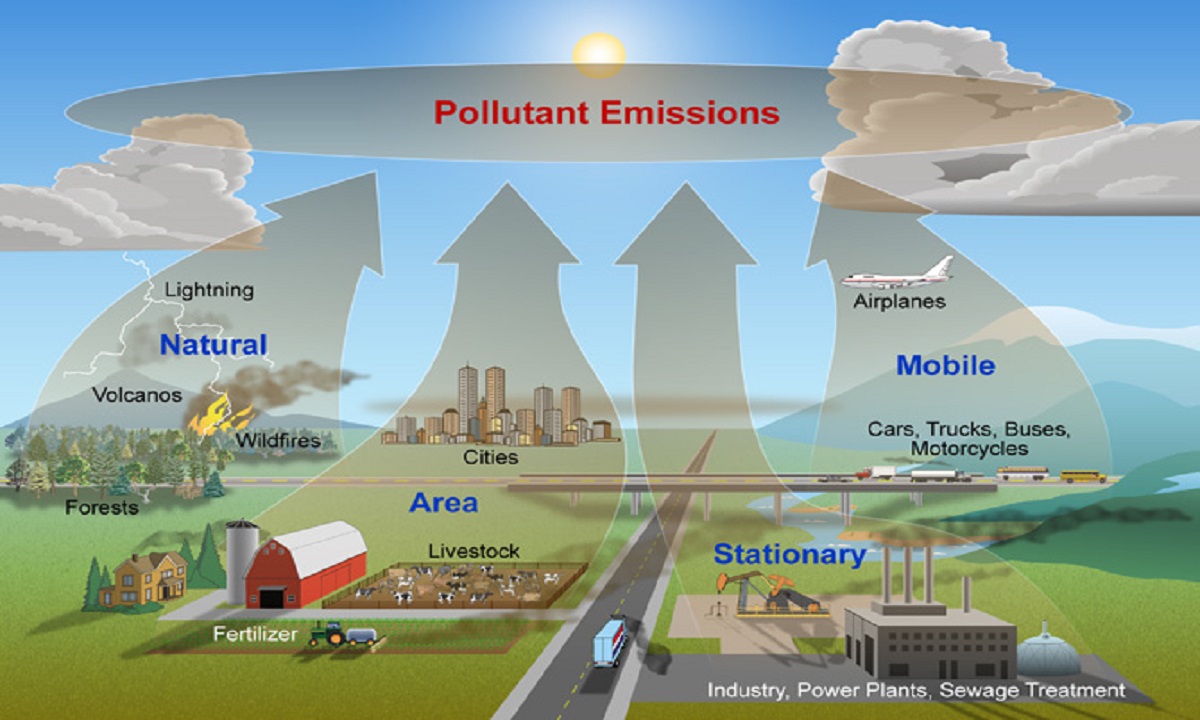 Pollutant Emissions
Lightning
Natural
Volcanos
Wildfires
Forests
Cities
Area
Livestock
Fertilizer
Airplanes
Mobile
Cars, Trucks, Buses,
Motorcycles
Stationary
Industry, Power Plants, Sewage Treatment